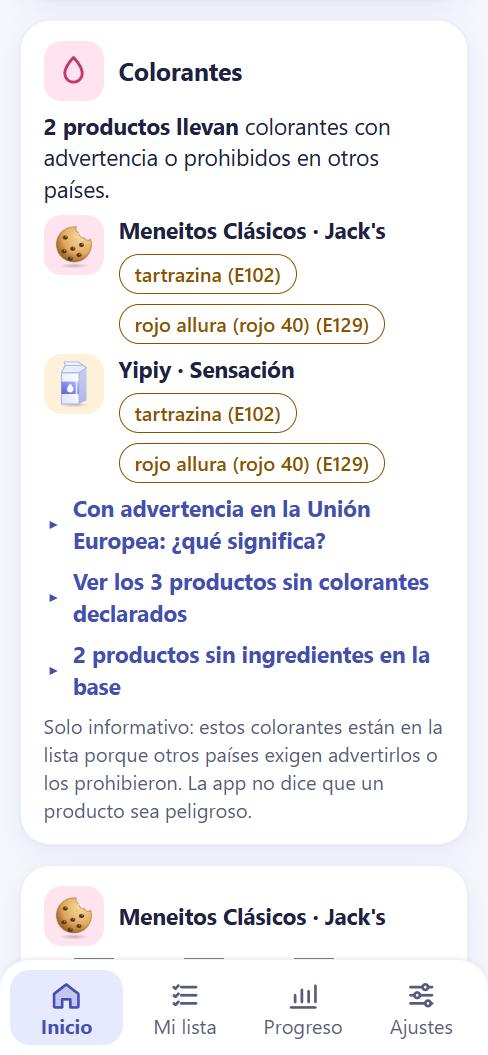 Colorantes
2 productos llevan colorantes con
advertencia o prohibidos en otros
países.
Meneitos Clásicos · Jack's
tartrazina (E102)
rojo allura (rojo 40) (E129)
Yipiy · Sensación
tartrazina (E102)
rojo allura (rojo 40) (E129)
Con advertencia en la Unión
Europea: ¿qué significa?
Ver los 3 productos sin colorantes
declarados
2 productos sin ingredientes en la
base
Solo informativo: estos colorantes están en la
lista porque otros países exigen advertirlos o
los prohibieron. La app no dice que un
producto sea peligroso.
Meneitos Clásicos · Jack's
Inicio
Mi lista
Progreso
Ajustes